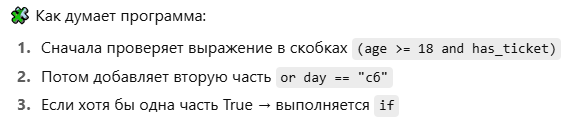 Как думает программа:
1. Сначала проверяет выражение в скобках (age >= 18 and has_ticket)
2. Потом добавляет вторую часть or day == "сб"
3. Если хотя бы одна часть True → выполняется if